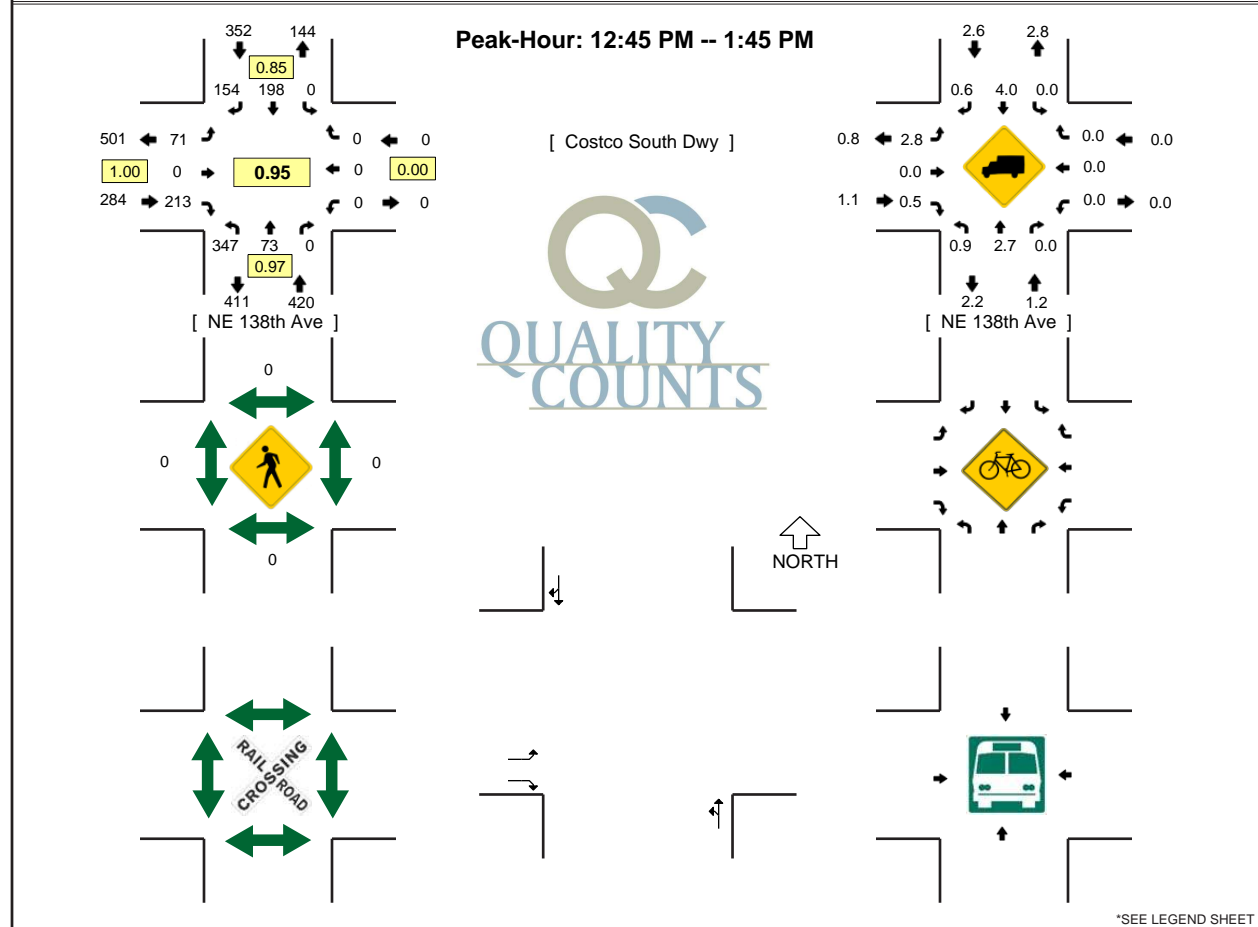 352 144
Peak-Hour: 12:45 PM -- 1:45 PM
2.6 2.8
0.85
154 198 0
0.6 4.0 0.0
501 71 0 0
[ Costco South Dwy ]
0.8 2.8 0.0 0.0
1.00 0 0.95 0 0.00
0.0 0.0
284 213 0 0
1.1 0.5 0.0 0.0
347 73 0
0.9 2.7 0.0
0.97
411 420
2.2 1.2
[ NE 138th Ave ]
[ NE 138th Ave ]
QC
QUALITY
COUNTS
0
0 0
0
NORTH
RAIL ROAD
CROSSING
*SEE LEGEND SHEET